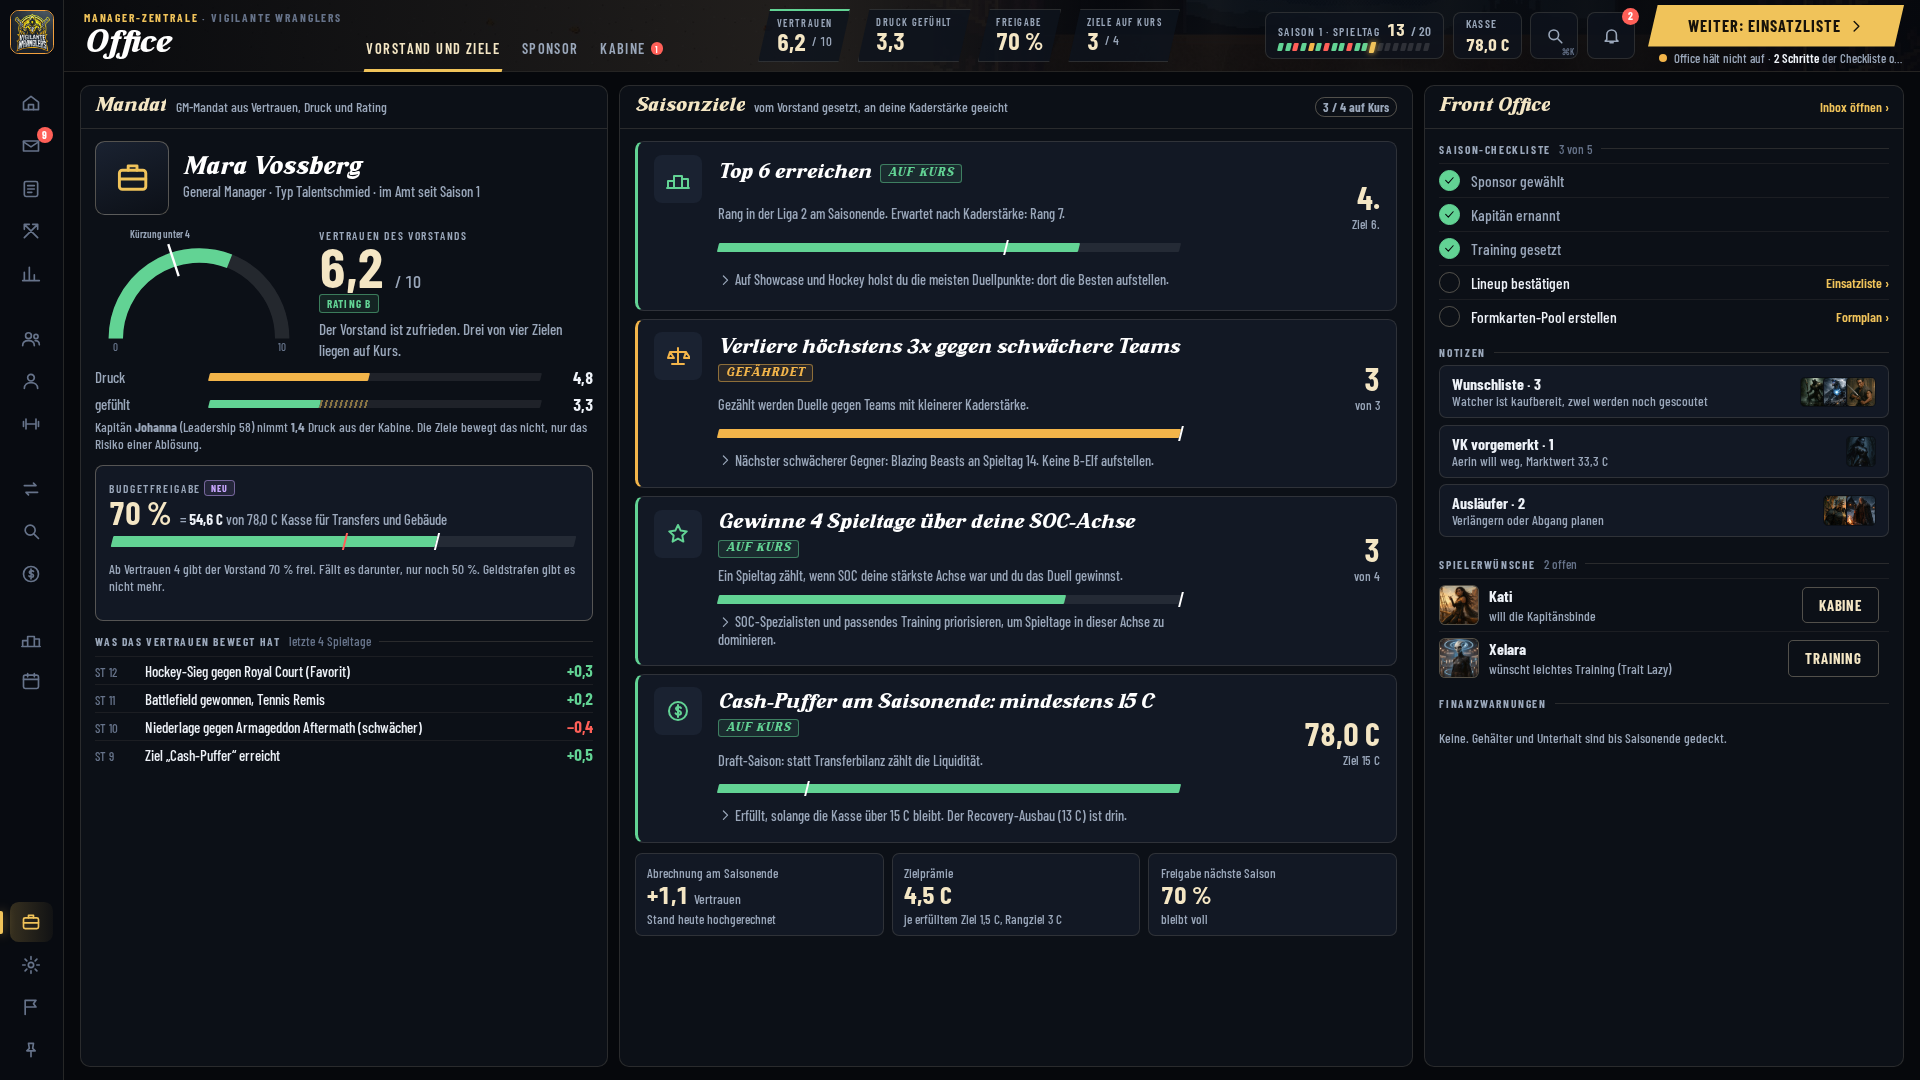 MANAGER-ZENTRALE · VIGILANTE WRANGLERS
Office
VORSTAND UND ZIELE
SPONSOR
KABINE 1
VERTRAUEN
6,2 / 10
DRUCK GEFÜHLT
3,3
FREIGABE
70 %
ZIELE AUF KURS
3 / 4
SAISON 1 · SPIELTAG 13 / 20
KASSE
78,0 C
⌘K
2
WEITER: EINSATZLISTE
Office hält nicht auf · 2 Schritte der Checkliste o...
9
Mandat GM-Mandat aus Vertrauen, Druck und Rating
Mara Vossberg
General Manager · Typ Talentschmied · im Amt seit Saison 1
Kürzung unter 4
0
10
VERTRAUEN DES VORSTANDS
6,2 / 10
RATING B
Der Vorstand ist zufrieden. Drei von vier Zielen
liegen auf Kurs.
Druck 4,8
gefühlt 3,3
Kapitän Johanna (Leadership 58) nimmt 1,4 Druck aus der Kabine. Die Ziele bewegt das nicht, nur das
Risiko einer Ablösung.
BUDGETFREIGABE NEU
70 % = 54,6 C von 78,0 C Kasse für Transfers und Gebäude
Ab Vertrauen 4 gibt der Vorstand 70 % frei. Fällt es darunter, nur noch 50 %. Geldstrafen gibt es
nicht mehr.
WAS DAS VERTRAUEN BEWEGT HAT letzte 4 Spieltage
ST 12 Hockey-Sieg gegen Royal Court (Favorit) +0,3
ST 11 Battlefield gewonnen, Tennis Remis +0,2
ST 10 Niederlage gegen Armageddon Aftermath (schwächer) −0,4
ST 9 Ziel „Cash-Puffer“ erreicht +0,5
Saisonziele vom Vorstand gesetzt, an deine Kaderstärke geeicht
3 / 4 auf Kurs
Top 6 erreichen AUF KURS
Rang in der Liga 2 am Saisonende. Erwartet nach Kaderstärke: Rang 7.
4.
Ziel 6.
Auf Showcase und Hockey holst du die meisten Duellpunkte: dort die Besten aufstellen.
Verliere höchstens 3x gegen schwächere Teams
GEFÄHRDET
Gezählt werden Duelle gegen Teams mit kleinerer Kaderstärke.
3
von 3
Nächster schwächerer Gegner: Blazing Beasts an Spieltag 14. Keine B-Elf aufstellen.
Gewinne 4 Spieltage über deine SOC-Achse
AUF KURS
Ein Spieltag zählt, wenn SOC deine stärkste Achse war und du das Duell gewinnst.
3
von 4
SOC-Spezialisten und passendes Training priorisieren, um Spieltage in dieser Achse zu
dominieren.
Cash-Puffer am Saisonende: mindestens 15 C
AUF KURS
Draft-Saison: statt Transferbilanz zählt die Liquidität.
78,0 C
Ziel 15 C
Erfüllt, solange die Kasse über 15 C bleibt. Der Recovery-Ausbau (13 C) ist drin.
Abrechnung am Saisonende
+1,1 Vertrauen
Stand heute hochgerechnet
Zielprämie
4,5 C
je erfülltem Ziel 1,5 C, Rangziel 3 C
Freigabe nächste Saison
70 %
bleibt voll
Front Office
Inbox öffnen ›
SAISON-CHECKLISTE 3 von 5
Sponsor gewählt
Kapitän ernannt
Training gesetzt
Lineup bestätigen Einsatzliste ›
Formkarten-Pool erstellen Formplan ›
NOTIZEN
Wunschliste · 3
Watcher ist kaufbereit, zwei werden noch gescoutet
VK vorgemerkt · 1
Aerin will weg, Marktwert 33,3 C
Ausläufer · 2
Verlängern oder Abgang planen
SPIELERWÜNSCHE 2 offen
Kati
will die Kapitänsbinde
KABINE
Xelara
wünscht leichtes Training (Trait Lazy)
TRAINING
FINANZWARNUNGEN
Keine. Gehälter und Unterhalt sind bis Saisonende gedeckt.